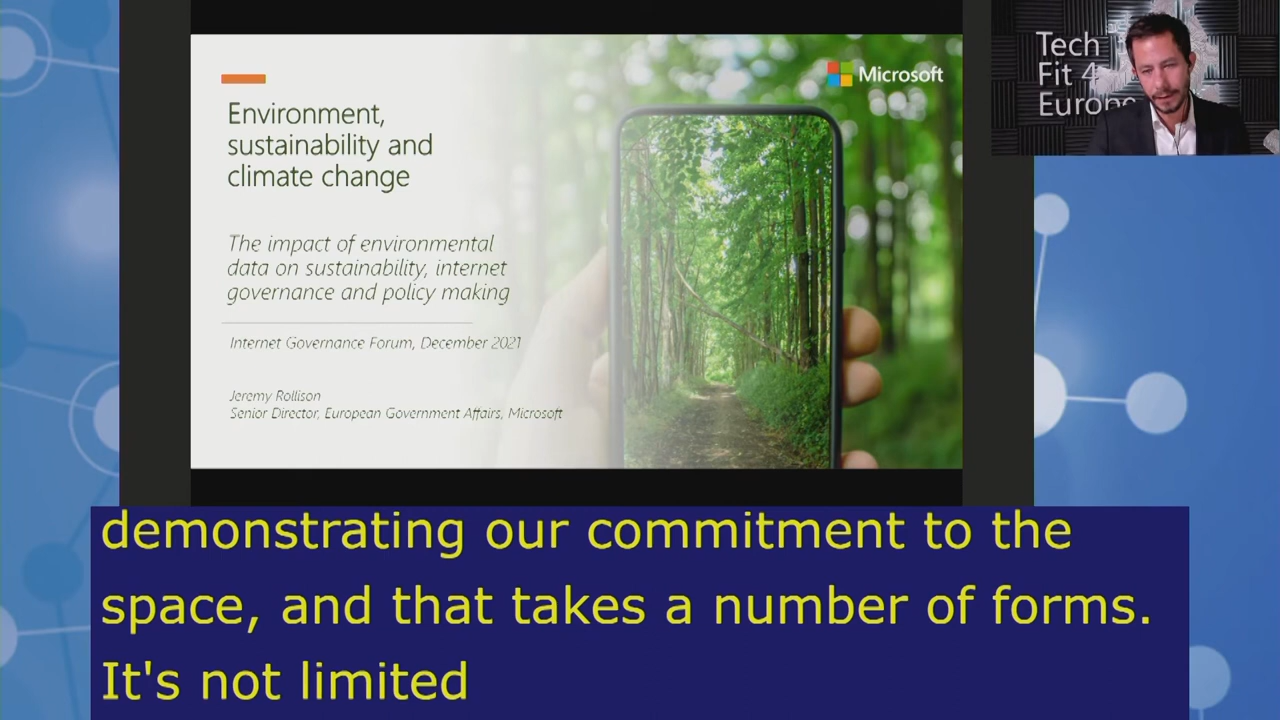 Microsoft
Environment,
sustainability and
climate change
The impact of environmental
data on sustainability, internet
governance and policy making
Internet Governance Forum, December 2021
Jeremy Rollison
Senior Director, European Government Affairs, Microsoft
Tech
Fit 4
Europe
demonstrating our commitment to the
space, and that takes a number of forms.
It's not limited